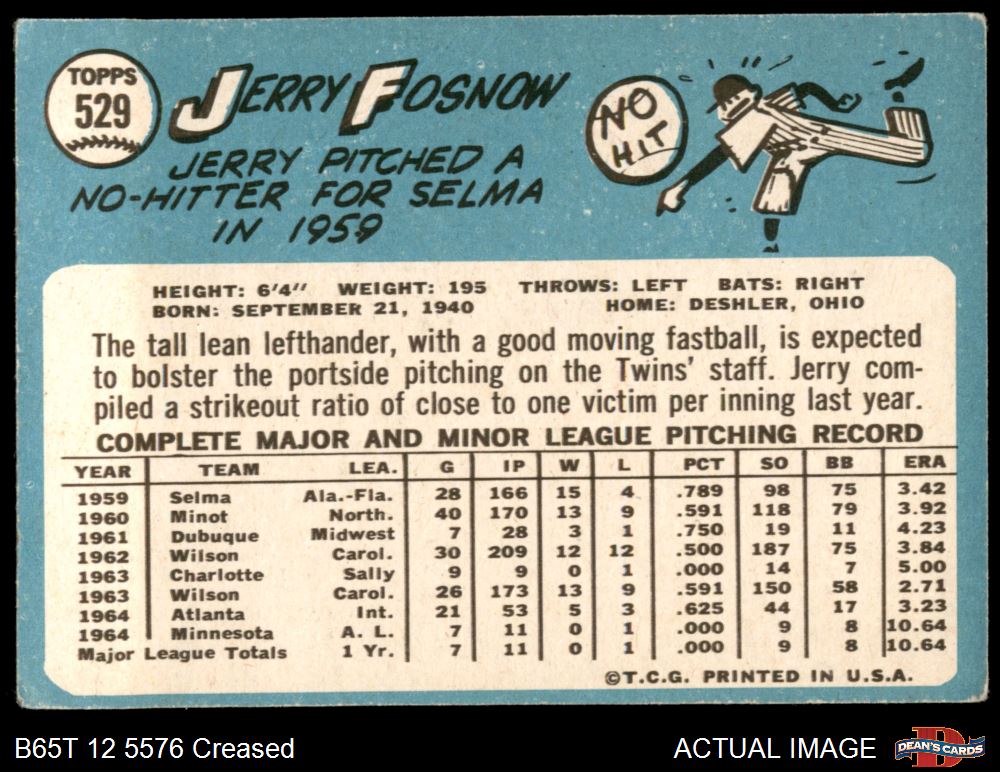 TOPPS
529
JERRY FOSNOW
JERRY PITCHED A
NO-HITTER FOR SELMA
IN 1959
NO
HIT
HEIGHT: 6'4" WEIGHT: 195 THROWS: LEFT BATS: RIGHT
BORN: SEPTEMBER 21, 1940 HOME: DESHLER, OHIO
The tall lean lefthander, with a good moving fastball, is expected
to bolster the portside pitching on the Twins' staff. Jerry com-
piled a strikeout ratio of close to one victim per inning last year.
COMPLETE MAJOR AND MINOR LEAGUE PITCHING RECORD
YEAR TEAM LEA. G IP W L PCT SO BB ERA
1959 Selma Ala.-Fla. 28 166 15 4 .789 98 75 3.42
1960 Minot North. 40 170 13 9 .591 118 79 3.92
1961 Dubuque Midwest 7 28 3 1 .750 19 11 4.23
1962 Wilson Carol. 30 209 12 12 .500 187 75 3.84
1963 Charlotte Sally 9 9 0 1 .000 14 7 5.00
1963 Wilson Carol. 26 173 13 9 .591 150 58 2.71
1964 Atlanta Int. 21 53 5 3 .625 44 17 3.23
1964 Minnesota A. L. 7 11 0 1 .000 9 8 10.64
Major League Totals 1 Yr. 7 11 0 1 .000 9 8 10.64
©T.C.G. PRINTED IN U.S.A.
B65T 12 5576 Creased
ACTUAL IMAGE
DEAN'S CARDS